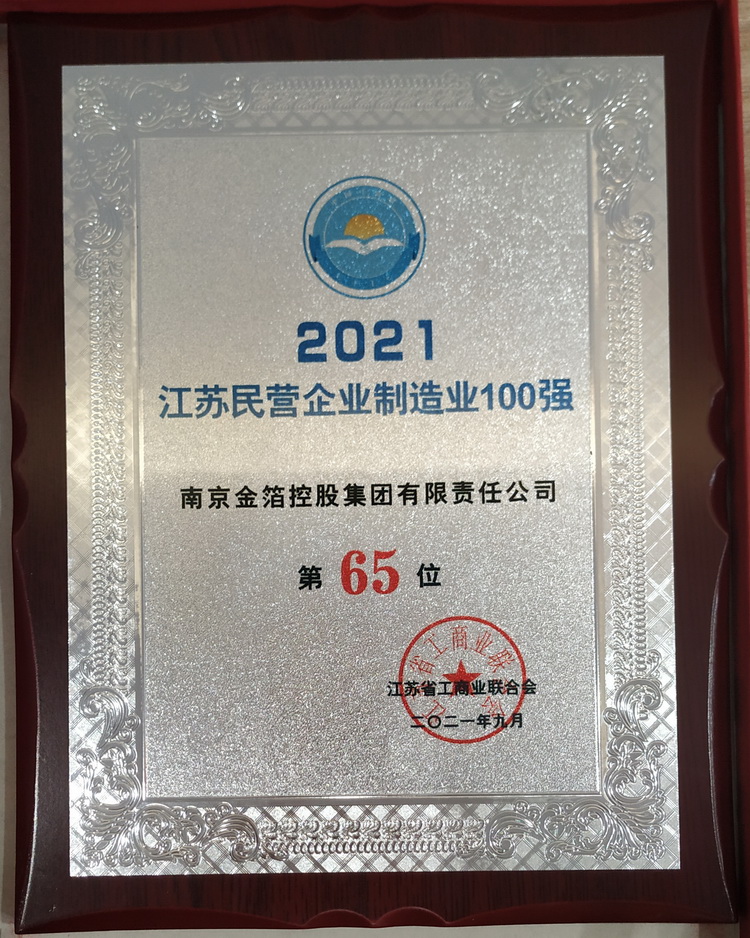 2021
江苏民营企业制造业100强
南京金箔控股集团有限责任公司
第 65 位
江苏省工商业联合会
二〇二一年九月